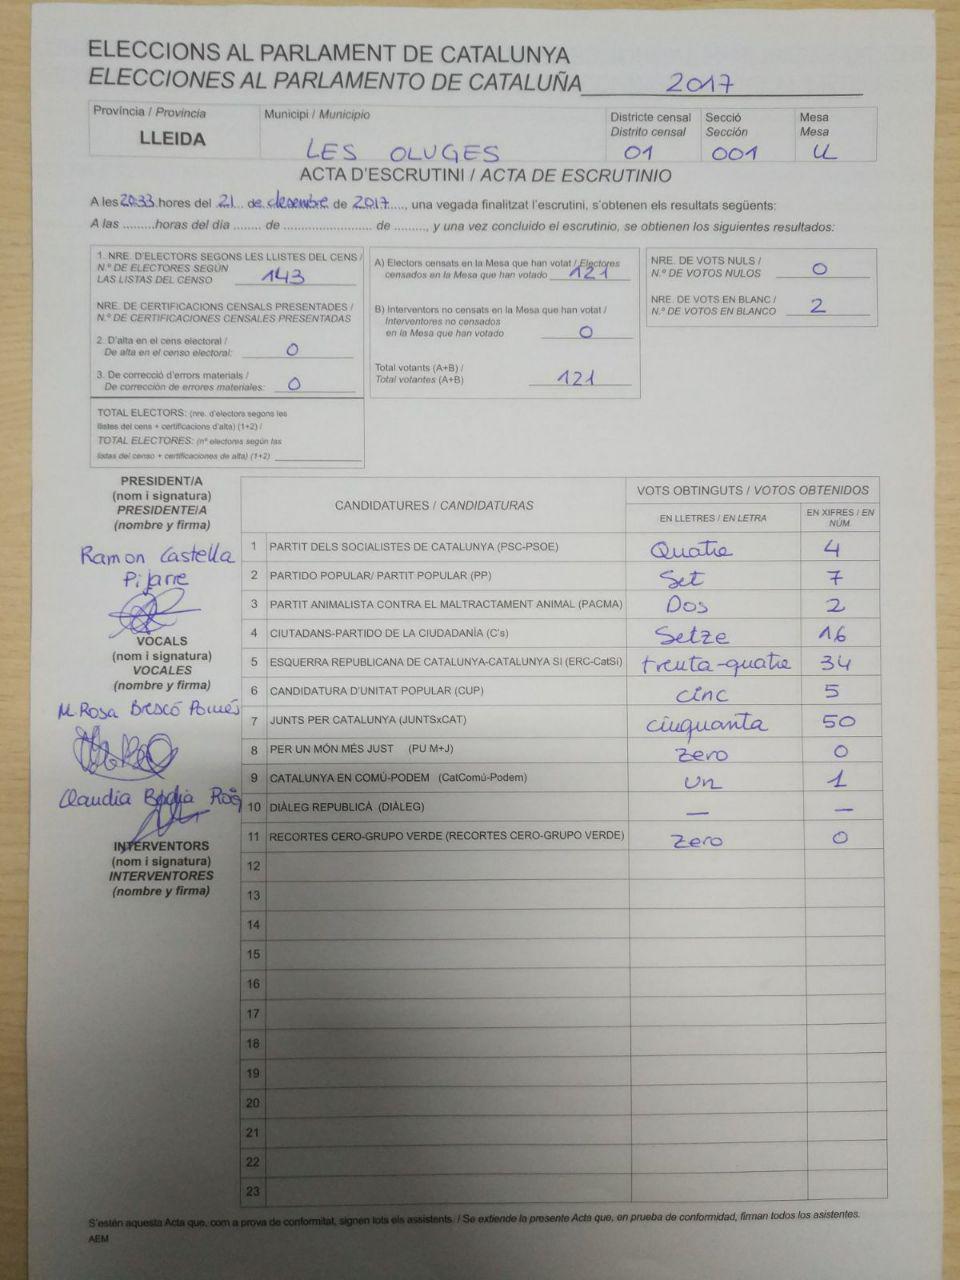 ELECCIONS AL PARLAMENT DE CATALUNYA
ELECCIONES AL PARLAMENTO DE CATALUÑA 2017
Província / Provincia
LLEIDA
Municipi / Municipio
LES OLUGES
Districte censal
Distrito censal
01
Secció
Sección
001
Mesa
Mesa
U
ACTA D'ESCRUTINI / ACTA DE ESCRUTINIO
A les 20:33 hores del 21 de desembre de 2017, una vegada finalitzat l'escrutini, s'obtenen els resultats següents:
A las .........horas del día ........ de ......................... de ........., y una vez concluido el escrutinio, se obtienen los siguientes resultados:
1. NRE. D'ELECTORS SEGONS LES LLISTES DEL CENS /
N.º DE ELECTORES SEGÚN
LAS LISTAS DEL CENSO 143
NRE. DE CERTIFICACIONS CENSALS PRESENTADES /
N.º DE CERTIFICACIONES CENSALES PRESENTADAS
2. D'alta en el cens electoral /
De alta en el censo electoral: 0
3. De correcció d'errors materials /
De corrección de errores materiales: 0
TOTAL ELECTORS: (nre. d'electors segons les
llistes del cens + certificacions d'alta) (1+2) /
TOTAL ELECTORES: (nº electores según las
listas del censo + certificaciones de alta) (1+2)
A) Electors censats en la Mesa que han votat / Electores
censados en la Mesa que han votado 121
B) Interventors no censats en la Mesa que han votat /
Interventores no censados
en la Mesa que han votado 0
Total votants (A+B) /
Total votantes (A+B) 121
NRE. DE VOTS NULS /
N.º DE VOTOS NULOS 0
NRE. DE VOTS EN BLANC /
N.º DE VOTOS EN BLANCO 2
PRESIDENT/A
(nom i signatura)
PRESIDENTE/A
(nombre y firma)
Ramon Castella
VOCALS
(nom i signatura)
VOCALES
(nombre y firma)
M. Rosa Brescó
Claudia
INTERVENTORS
(nom i signatura)
INTERVENTORES
(nombre y firma)
CANDIDATURES / CANDIDATURAS
VOTS OBTINGUTS / VOTOS OBTENIDOS
EN LLETRES / EN LETRA
EN XIFRES / EN
NÚM.
1 PARTIT DELS SOCIALISTES DE CATALUNYA (PSC-PSOE) Quatre 4
2 PARTIDO POPULAR/ PARTIT POPULAR (PP) Set 7
3 PARTIT ANIMALISTA CONTRA EL MALTRACTAMENT ANIMAL (PACMA) Dos 2
4 CIUTADANS-PARTIDO DE LA CIUDADANÍA (C's) Setze 16
5 ESQUERRA REPUBLICANA DE CATALUNYA-CATALUNYA SÍ (ERC-CatSí) trenta-quatre 34
6 CANDIDATURA D'UNITAT POPULAR (CUP) cinc 5
7 JUNTS PER CATALUNYA (JUNTSxCAT) cinquanta 50
8 PER UN MÓN MÉS JUST (PU M+J) Zero 0
9 CATALUNYA EN COMÚ-PODEM (CatComú-Podem) un 1
10 DIÀLEG REPUBLICÀ (DIÀLEG) — —
11 RECORTES CERO-GRUPO VERDE (RECORTES CERO-GRUPO VERDE) Zero 0
12
13
14
15
16
17
18
19
20
21
22
23
S'estén aquesta Acta que, com a prova de conformitat, signen tots els assistents. / Se extiende la presente Acta que, en prueba de conformidad, firman todos los asistentes.
AEM